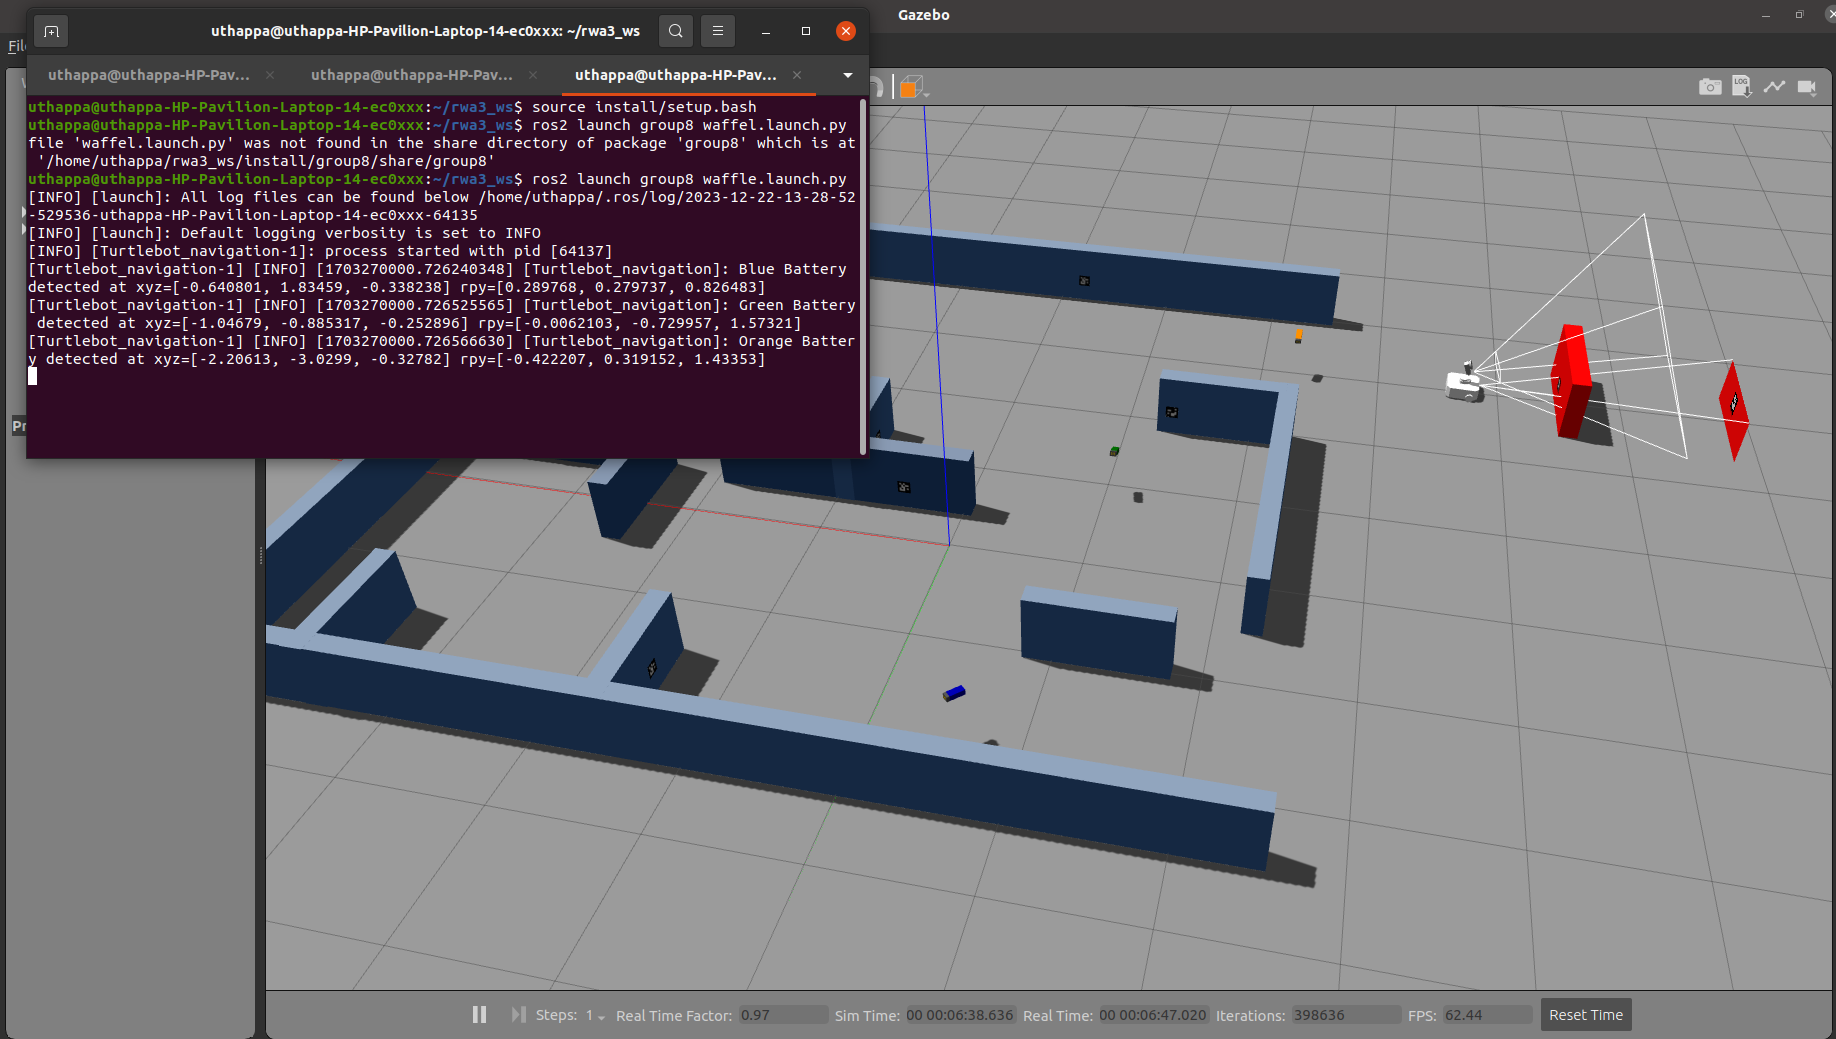 Gazebo
uthappa@uthappa-HP-Pavilion-Laptop-14-ec0xxx: ~/rwa3_ws
uthappa@uthappa-HP-Pav... uthappa@uthappa-HP-Pav... uthappa@uthappa-HP-Pav...
uthappa@uthappa-HP-Pavilion-Laptop-14-ec0xxx:~/rwa3_ws$ source install/setup.bash
uthappa@uthappa-HP-Pavilion-Laptop-14-ec0xxx:~/rwa3_ws$ ros2 launch group8 waffel.launch.py
file 'waffel.launch.py' was not found in the share directory of package 'group8' which is at
'/home/uthappa/rwa3_ws/install/group8/share/group8'
uthappa@uthappa-HP-Pavilion-Laptop-14-ec0xxx:~/rwa3_ws$ ros2 launch group8 waffle.launch.py
[INFO] [launch]: All log files can be found below /home/uthappa/.ros/log/2023-12-22-13-28-52
-529536-uthappa-HP-Pavilion-Laptop-14-ec0xxx-64135
[INFO] [launch]: Default logging verbosity is set to INFO
[INFO] [Turtlebot_navigation-1]: process started with pid [64137]
[Turtlebot_navigation-1] [INFO] [1703270000.726240348] [Turtlebot_navigation]: Blue Battery
detected at xyz=[-0.640801, 1.83459, -0.338238] rpy=[0.289768, 0.279737, 0.826483]
[Turtlebot_navigation-1] [INFO] [1703270000.726525565] [Turtlebot_navigation]: Green Battery
detected at xyz=[-1.04679, -0.885317, -0.252896] rpy=[-0.0062103, -0.729957, 1.57321]
[Turtlebot_navigation-1] [INFO] [1703270000.726566630] [Turtlebot_navigation]: Orange Batter
y detected at xyz=[-2.20613, -3.0299, -0.32782] rpy=[-0.422207, 0.319152, 1.43353]
LOG
Steps: 1 Real Time Factor: 0.97 Sim Time: 00 00:06:38.636 Real Time: 00 00:06:47.020 Iterations: 398636 FPS: 62.44 Reset Time